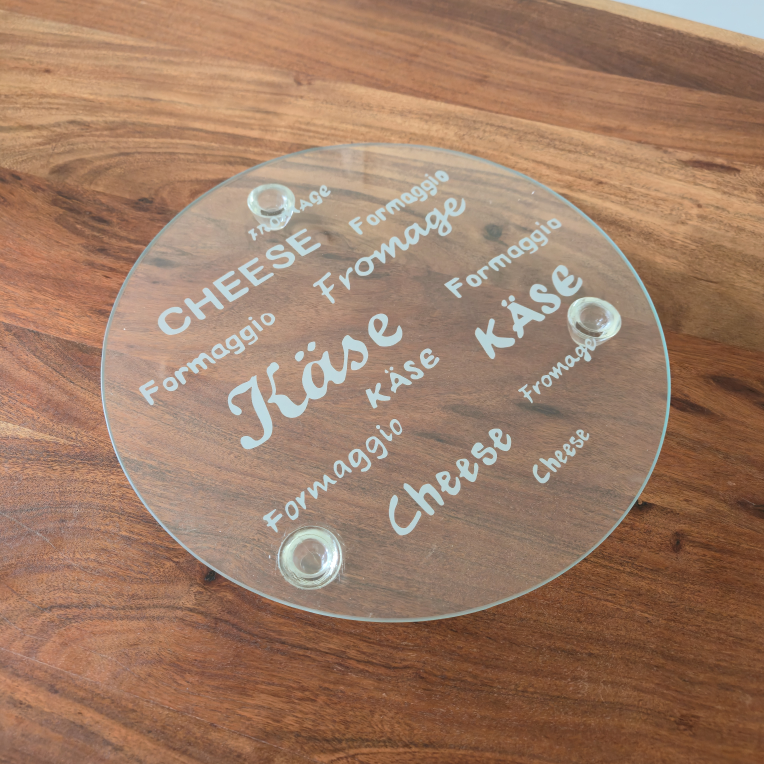 FROMAGE
Formaggio
CHEESE
Fromage
Formaggio
Formaggio
Käse
KÄSE
KÄSE
Fromage
Formaggio
Cheese
Cheese